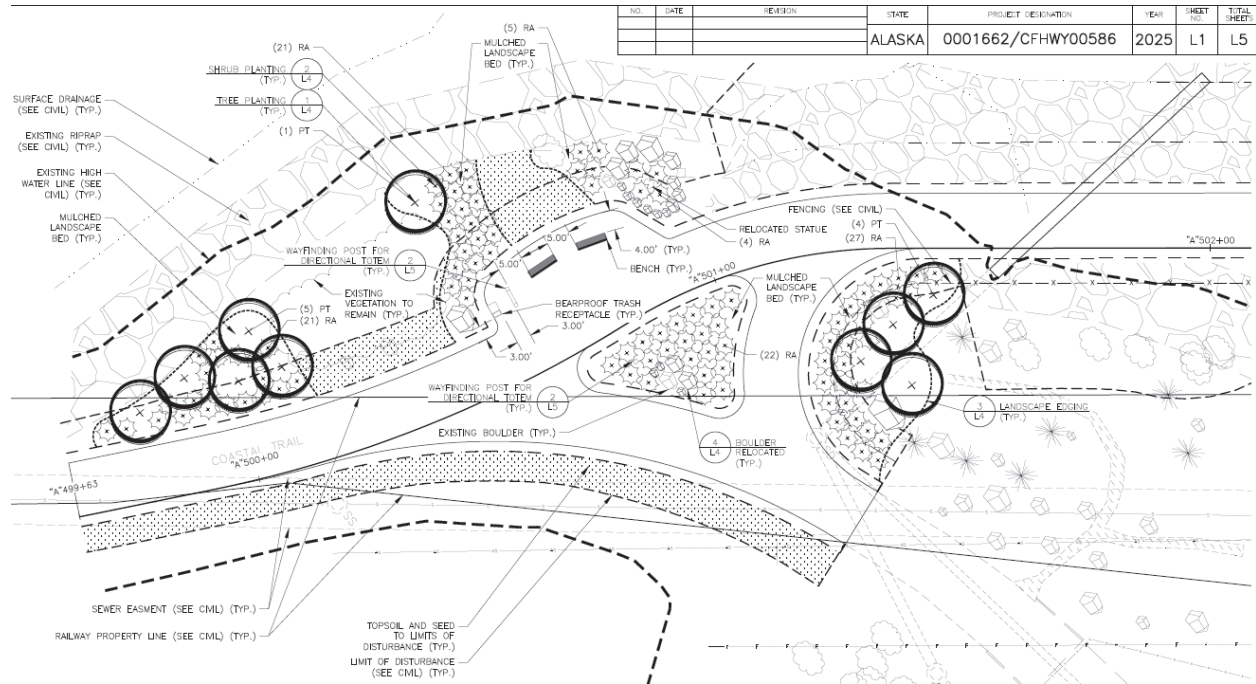 NO. DATE REVISION STATE PROJECT DESIGNATION YEAR SHEET NO. TOTAL SHEETS
ALASKA 0001662/CFHWY00586 2025 L1 L5
(21) RA
(5) RA
MULCHED
LANDSCAPE
BED (TYP.)
SHRUB PLANTING
(TYP.)
2
L4
TREE PLANTING
(TYP.)
1
L4
(1) PT
SURFACE DRAINAGE
(SEE CIVIL) (TYP.)
EXISTING RIPRAP
(SEE CIVIL) (TYP.)
EXISTING HIGH
WATER LINE (SEE
CIVIL) (TYP.)
MULCHED
LANDSCAPE
BED (TYP.)
WAYFINDING POST FOR
DIRECTIONAL TOTEM
(TYP.)
2
L5
EXISTING
VEGETATION TO
REMAIN (TYP.)
(5) PT
(21) RA
5.00'
5.00'
4.00' (TYP.)
BENCH (TYP.)
BEARPROOF TRASH
RECEPTACLE (TYP.)
3.00'
3.00'
RELOCATED STATUE
(4) RA
FENCING (SEE CIVIL)
(4) PT
(27) RA
"A"502+00
"A"501+00
MULCHED
LANDSCAPE
BED (TYP.)
(22) RA
WAYFINDING POST FOR
DIRECTIONAL TOTEM
(TYP.)
2
L5
EXISTING BOULDER (TYP.)
4
L4
BOULDER
RELOCATED
(TYP.)
3
L4
LANDSCAPE EDGING
(TYP.)
COASTAL TRAIL
"A"500+00
"A"499+63
SEWER EASMENT (SEE CIVIL) (TYP.)
RAILWAY PROPERTY LINE (SEE CIVIL) (TYP.)
TOPSOIL AND SEED
TO LIMITS OF
DISTURBANCE (TYP.)
LIMIT OF DISTURBANCE
(SEE CIVIL) (TYP.)